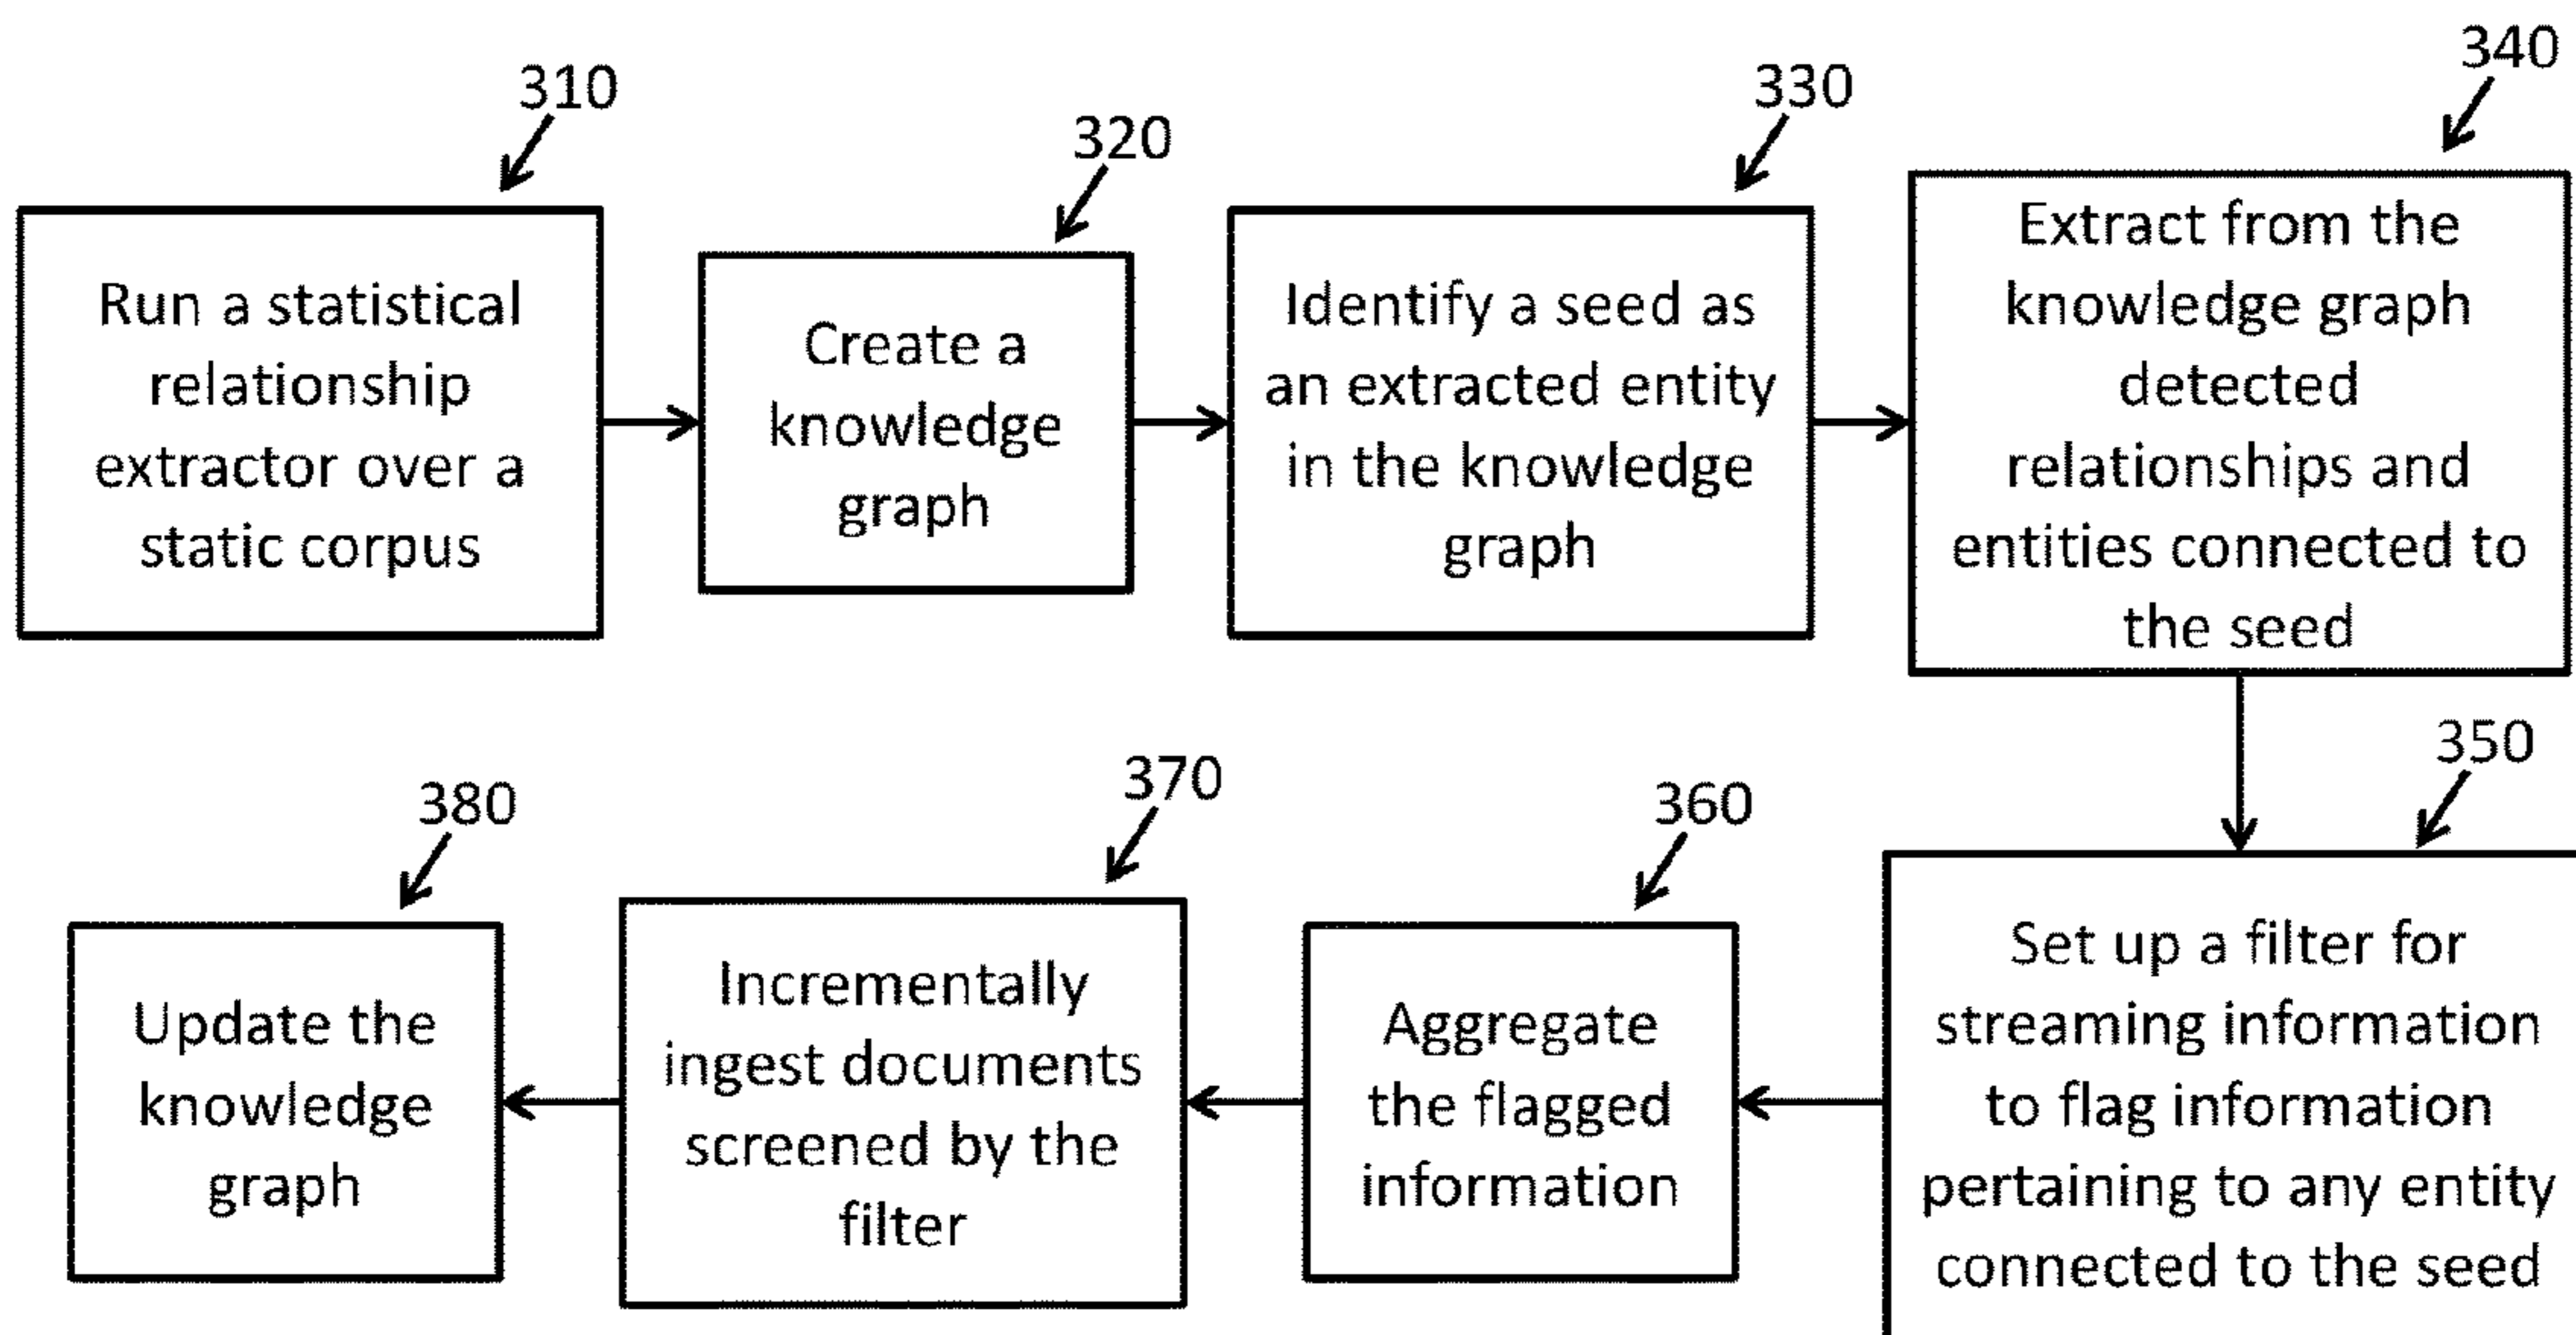 310
Run a statistical
relationship
extractor over a
static corpus
320
Create a
knowledge
graph
330
Identify a seed as
an extracted entity
in the knowledge
graph
340
Extract from the
knowledge graph
detected
relationships and
entities connected to
the seed
350
Set up a filter for
streaming information
to flag information
pertaining to any entity
connected to the seed
360
Aggregate
the flagged
information
370
Incrementally
ingest documents
screened by the
filter
380
Update the
knowledge
graph